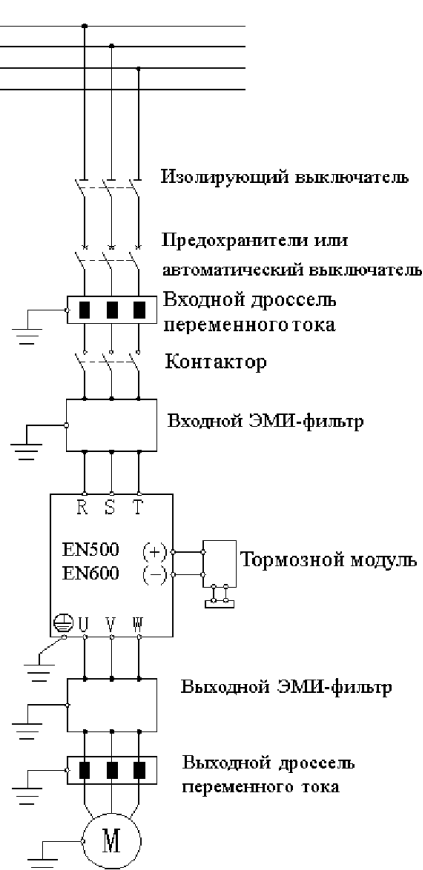 Изолирующий выключатель
Предохранители или
автоматический выключатель
Входной дроссель
переменного тока
Контактор
Входной ЭМИ-фильтр
R S T
EN500 (+)
EN600 (−)
Тормозной модуль
U V W
Выходной ЭМИ-фильтр
Выходной дроссель
переменного тока
M